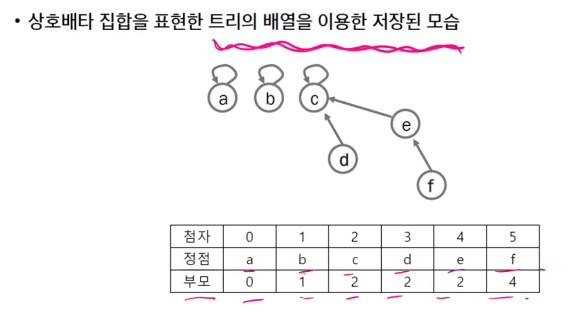 • 상호배타 집합을 표현한 트리의 배열을 이용한 저장된 모습
a b c
e
d
f
첨자 0 1 2 3 4 5
정점 a b c d e f
부모 0 1 2 2 2 4